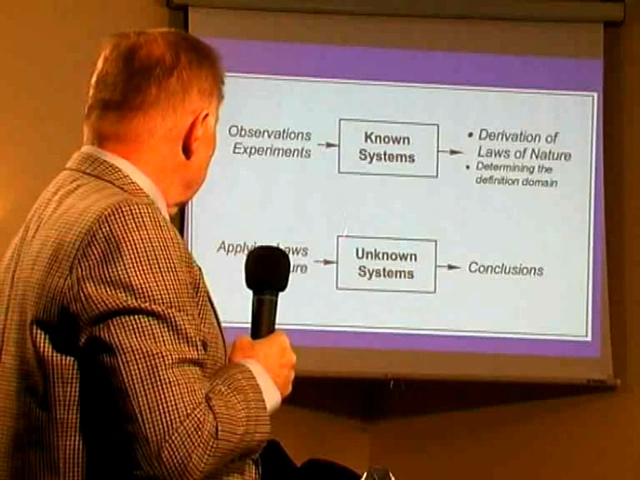 Observations
Experiments
Known
Systems
• Derivation of
Laws of Nature
• Determining the
definition domain
Unknown
Systems
Conclusions